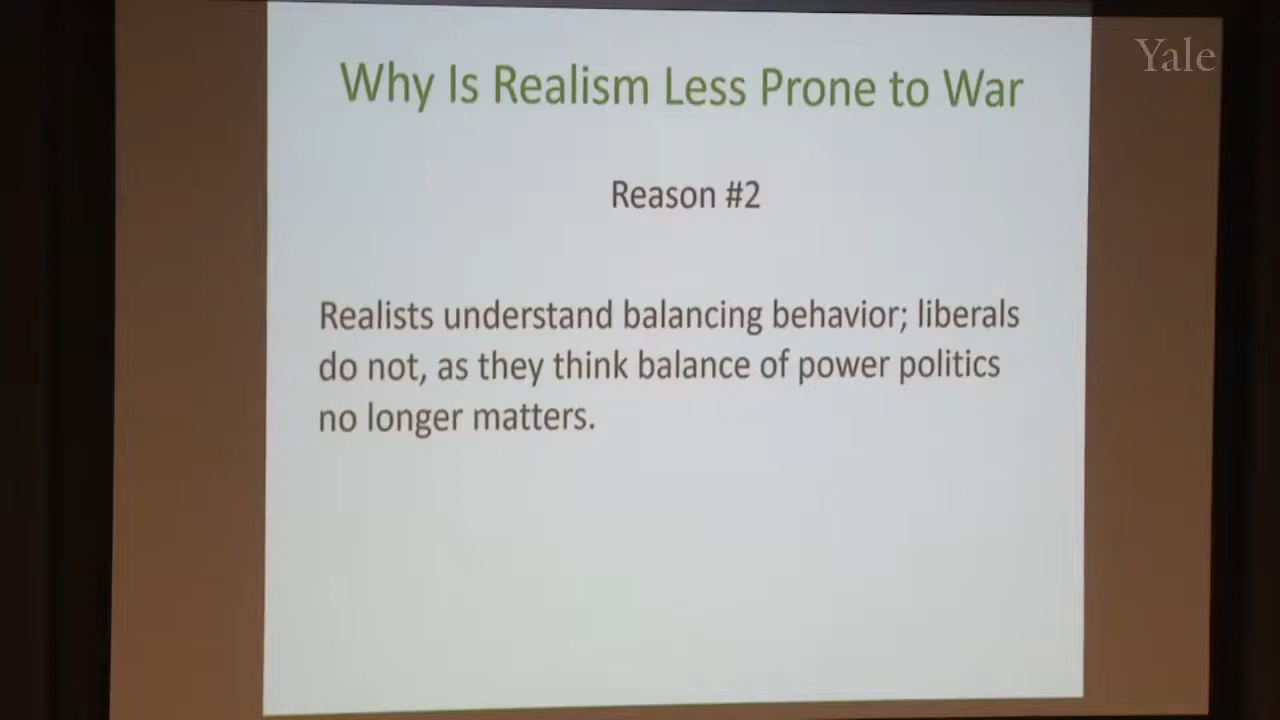 Yale
Why Is Realism Less Prone to War
Reason #2
Realists understand balancing behavior; liberals
do not, as they think balance of power politics
no longer matters.